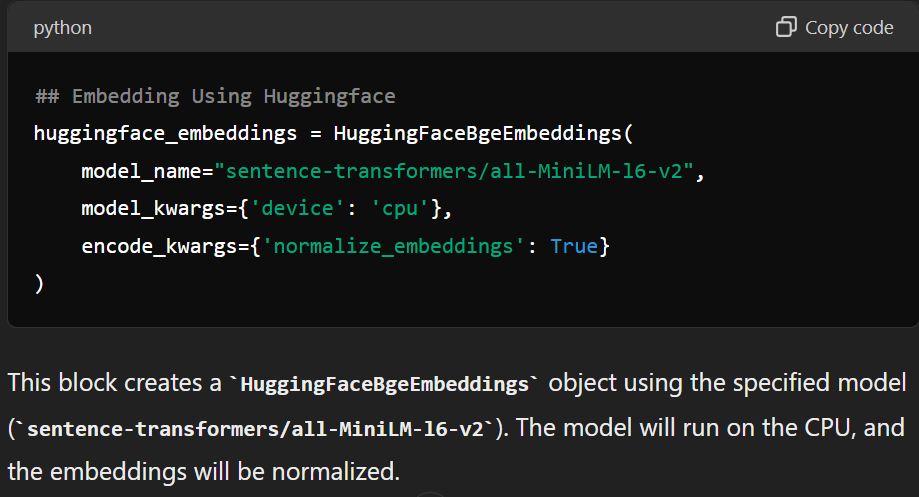 python
Copy code
## Embedding Using Huggingface
huggingface_embeddings = HuggingFaceBgeEmbeddings(
    model_name="sentence-transformers/all-MiniLM-l6-v2",
    model_kwargs={'device': 'cpu'},
    encode_kwargs={'normalize_embeddings': True}
)
This block creates a `HuggingFaceBgeEmbeddings` object using the specified model
(`sentence-transformers/all-MiniLM-l6-v2`). The model will run on the CPU, and
the embeddings will be normalized.